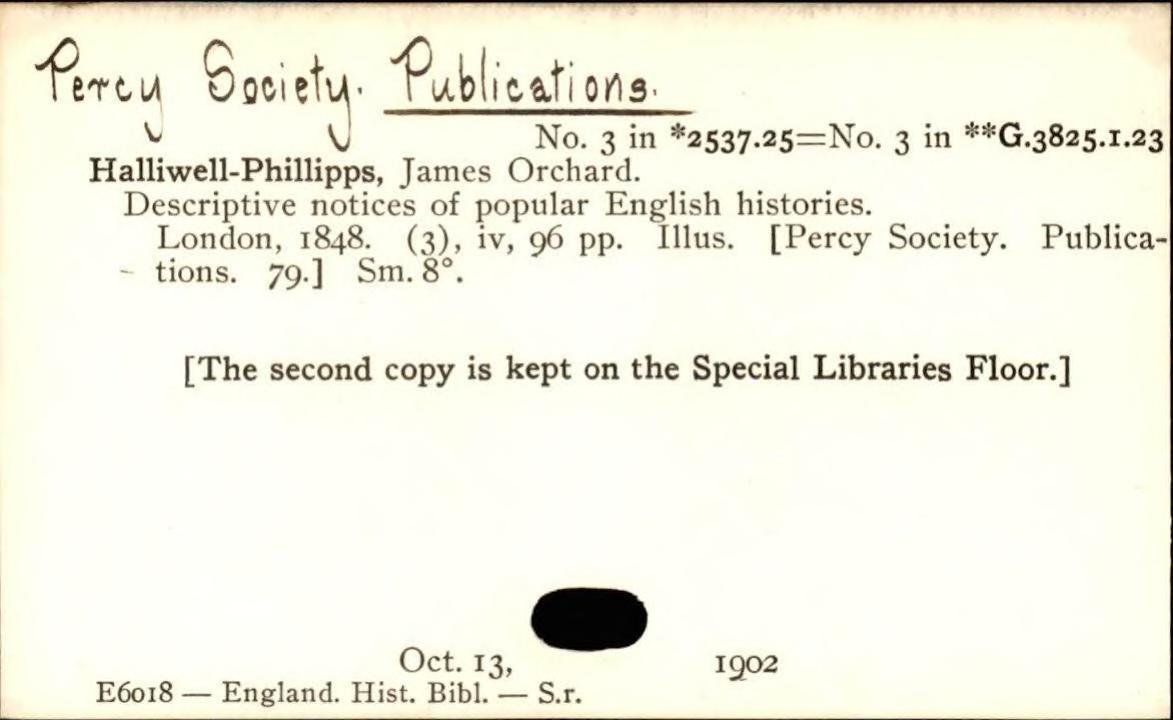 Percy Society. Publications.
No. 3 in *2537.25=No. 3 in **G.3825.1.23
Halliwell-Phillipps, James Orchard.
Descriptive notices of popular English histories.
London, 1848. (3), iv, 96 pp. Illus. [Percy Society. Publica-
- tions. 79.] Sm. 8°.
[The second copy is kept on the Special Libraries Floor.]
Oct. 13, 1902
E6018 — England. Hist. Bibl. — S.r.